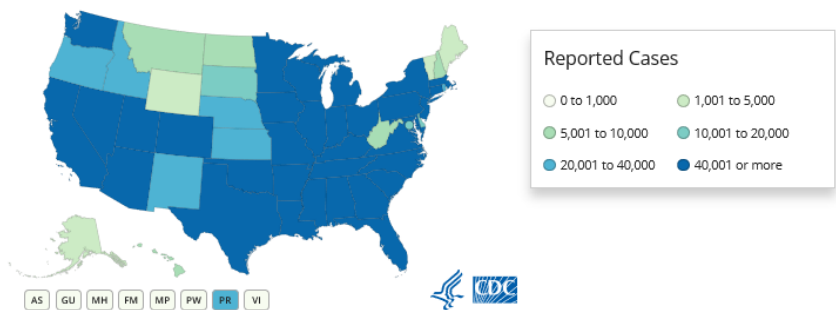 Reported Cases
0 to 1,000
1,001 to 5,000
5,001 to 10,000
10,001 to 20,000
20,001 to 40,000
40,001 or more
AS GU MH FM MP PW PR VI
CDC